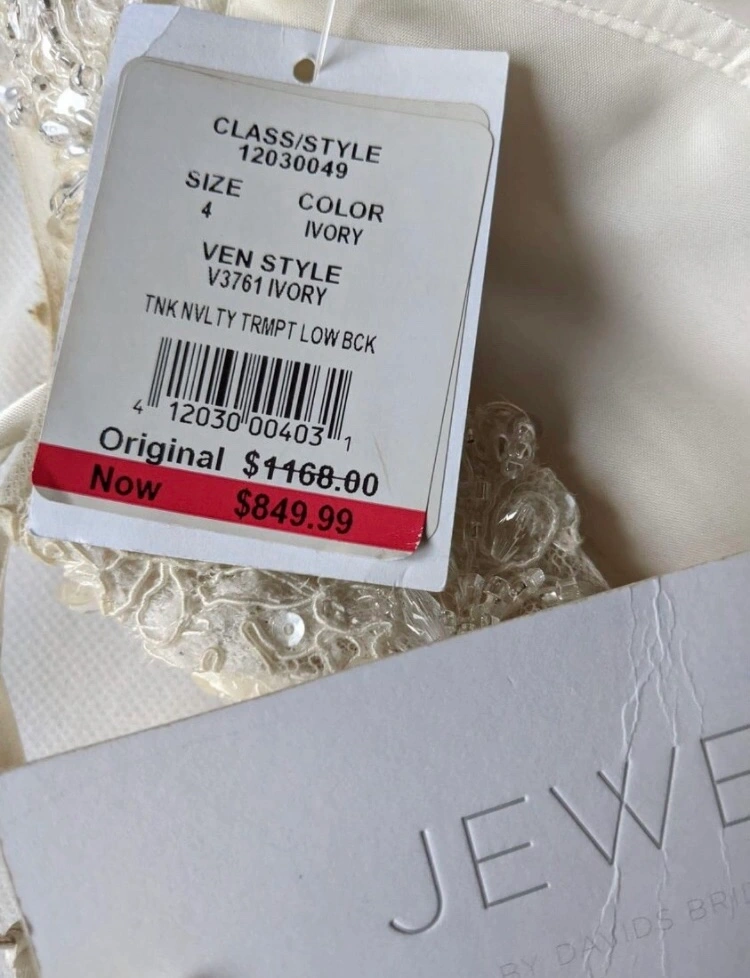 CLASS/STYLE
12030049
SIZE COLOR
4 IVORY
VEN STYLE
V3761 IVORY
TNK NVLTY TRMPT LOW BCK
4 12030 00403 1
Original $1168.00
Now $849.99
JEWE
BY DAVIDS BRI